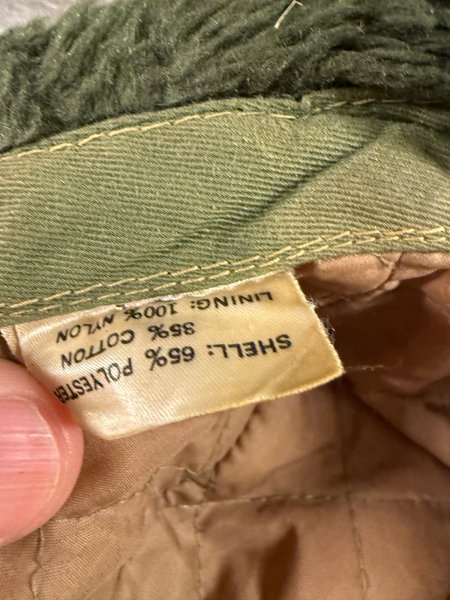 SHELL: 65% POLYESTER
35% COTTON
LINING: 100% NYLON